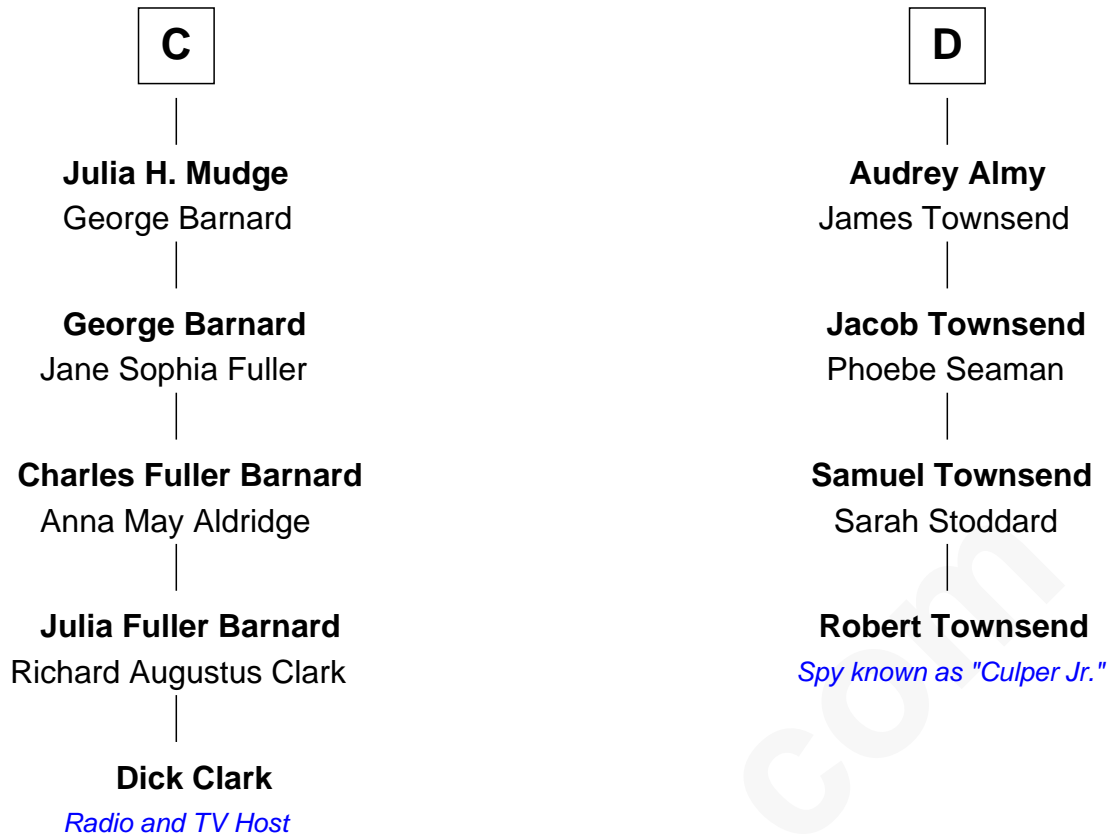 C
Julia H. Mudge
George Barnard
George Barnard
Jane Sophia Fuller
Charles Fuller Barnard
Anna May Aldridge
Julia Fuller Barnard
Richard Augustus Clark
Dick Clark
Radio and TV Host
D
Audrey Almy
James Townsend
Jacob Townsend
Phoebe Seaman
Samuel Townsend
Sarah Stoddard
Robert Townsend
Spy known as "Culper Jr."
com